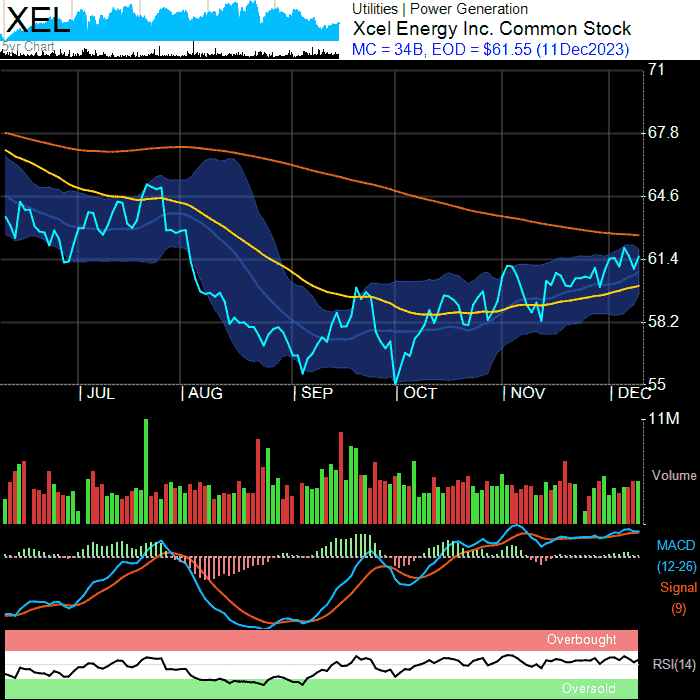 XEL
5yr Chart
Utilities | Power Generation
Xcel Energy Inc. Common Stock
MC = 34B, EOD = $61.55 (11Dec2023)
71
67.8
64.6
61.4
58.2
55
| JUL | AUG | SEP | OCT | NOV | DEC
11M
Volume
MACD
(12-26)
Signal
(9)
Overbought
RSI(14)
Oversold